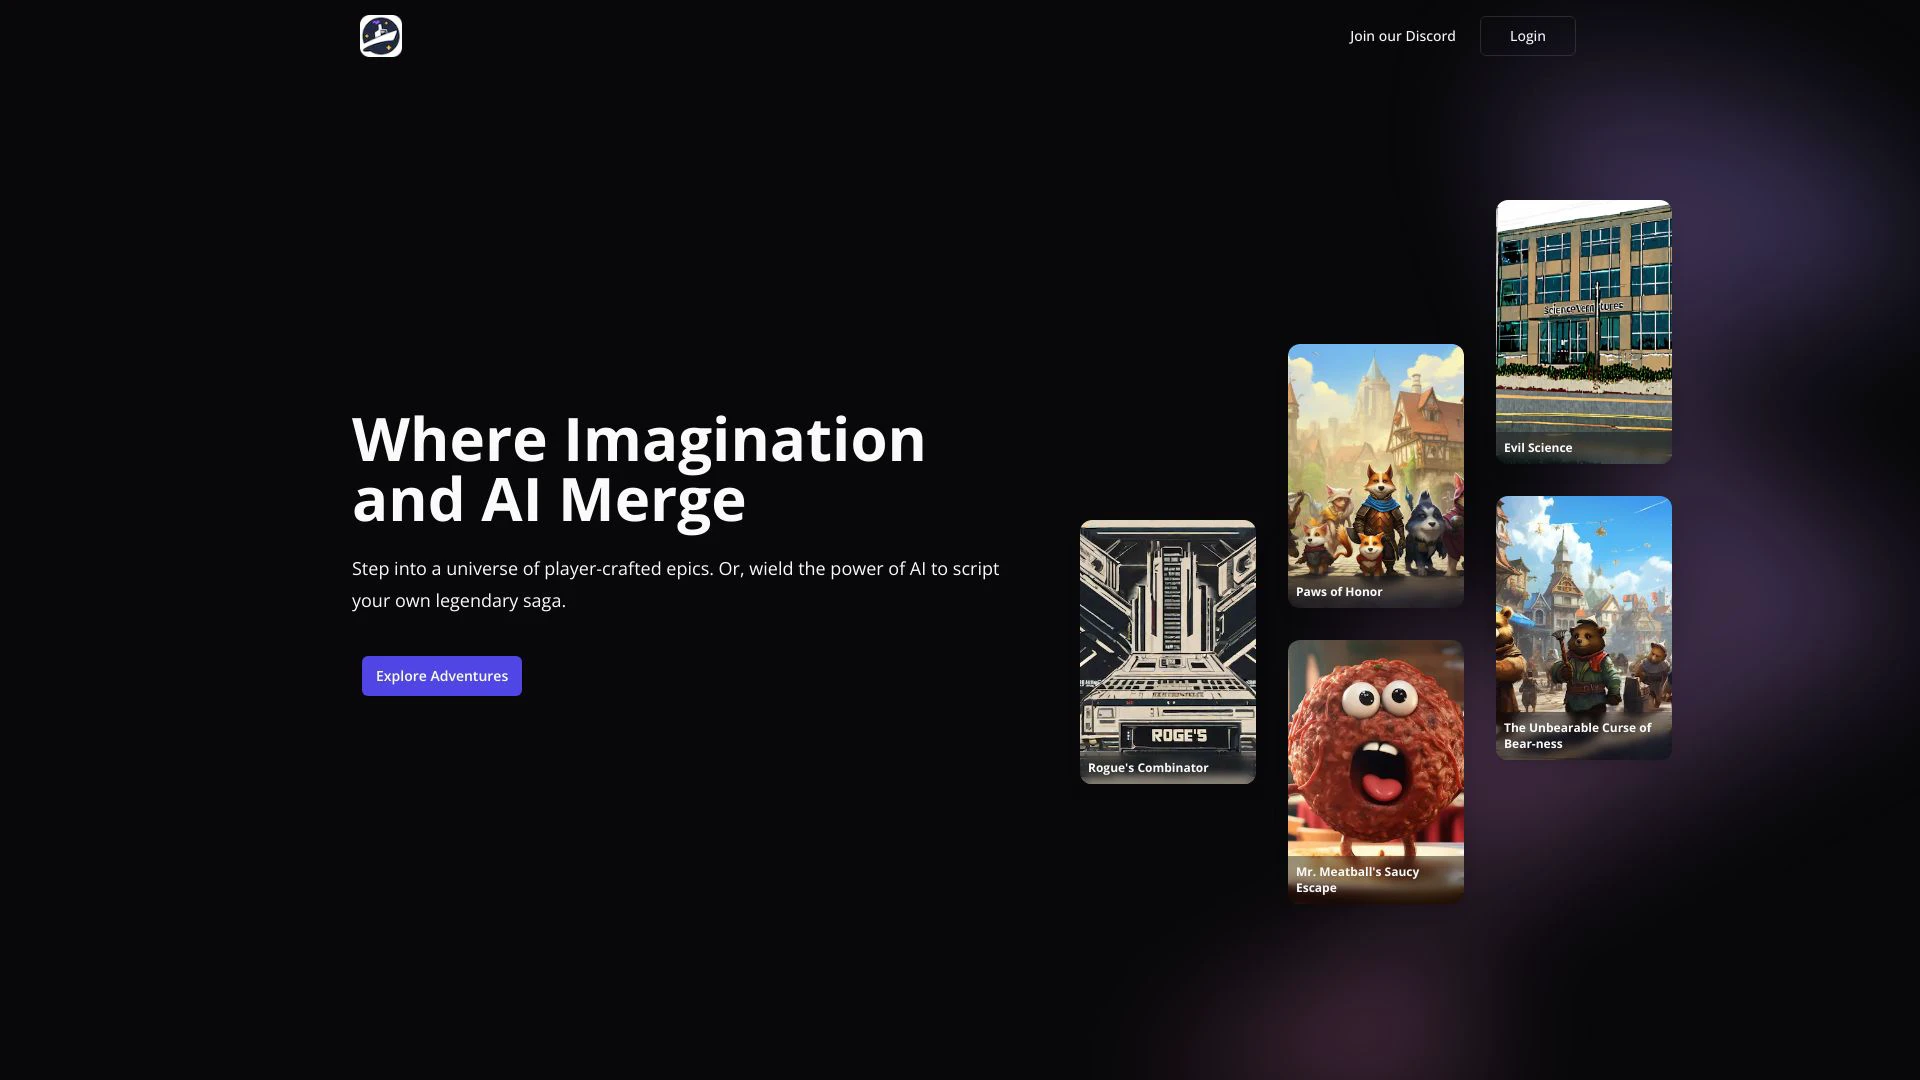 Join our Discord
Login
Where Imagination
and AI Merge
Step into a universe of player-crafted epics. Or, wield the power of AI to script
your own legendary saga.
Explore Adventures
ROGE'S
Rogue's Combinator
Paws of Honor
Mr. Meatball's Saucy
Escape
Evil Science
The Unbearable Curse of
Bear-ness